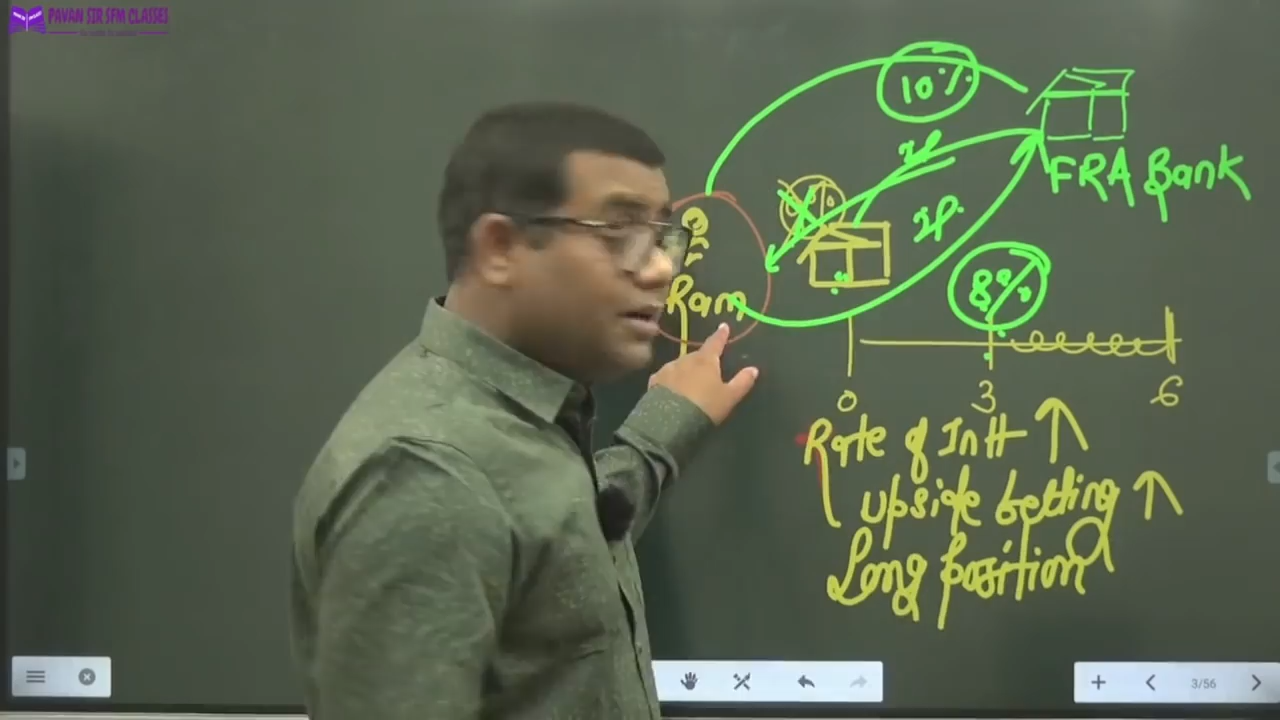 PAVAN SIR SFM CLASSES
10%
FRA Bank
Ram
8%
0 3 6
Rate of Intt ↑
upside betting ↑
Long position
3/56